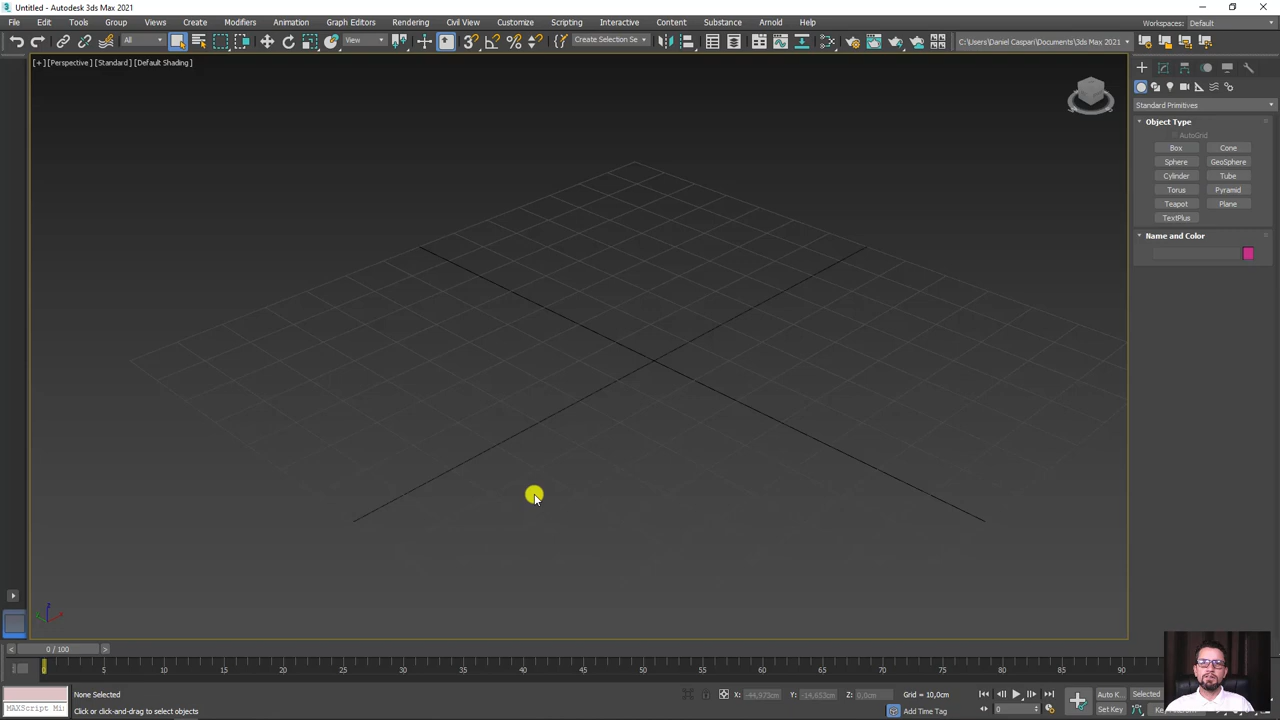 Untitled - Autodesk 3ds Max 2021
File Edit Tools Group Views Create Modifiers Animation Graph Editors Rendering Civil View Customize Scripting Interactive Content Substance Arnold Help
Workspaces: Default
All
View
Create Selection Se
C:\Users\Daniel Caspari\Documents\3ds Max 2021
[+] [Perspective] [Standard] [Default Shading]
Standard Primitives
Object Type
AutoGrid
Box Cone
Sphere GeoSphere
Cylinder Tube
Torus Pyramid
Teapot Plane
TextPlus
Name and Color
z
0 / 100
0 5 10 15 20 25 30 35 40 45 50 55 60 65 70 75 80 85 90
None Selected
X: -44,973cm Y: -14,653cm Z: 0,0cm Grid = 10,0cm
Auto K... Selected
MAXScript Mi
Click or click-and-drag to select objects
Add Time Tag
0
Set Key